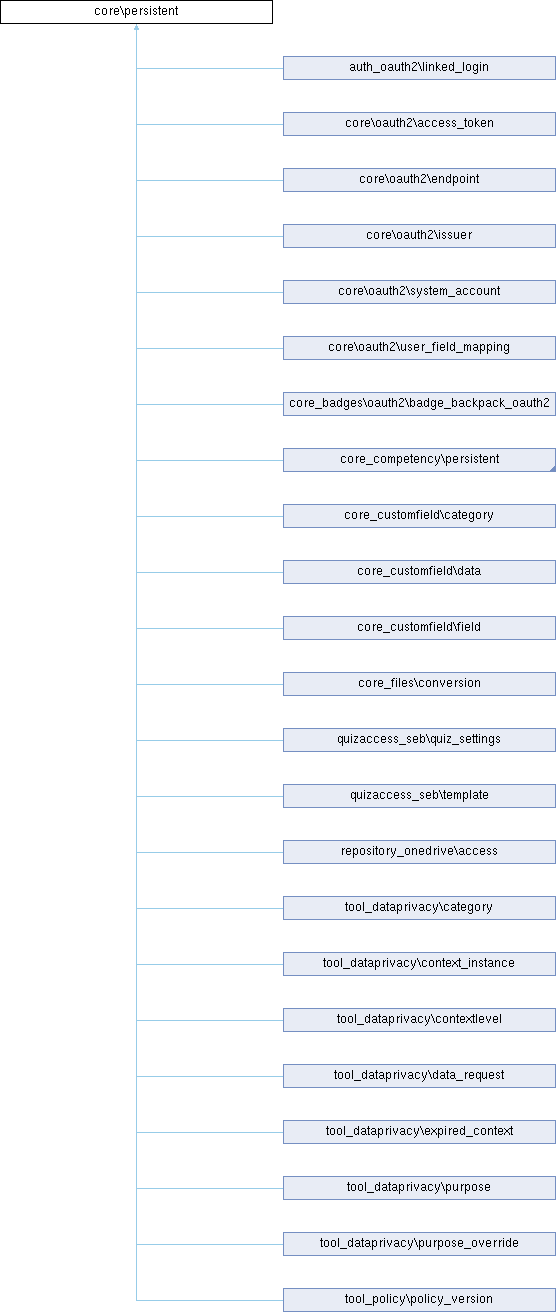 core\persistent
auth_oauth2\linked_login
core\oauth2\access_token
core\oauth2\endpoint
core\oauth2\issuer
core\oauth2\system_account
core\oauth2\user_field_mapping
core_badges\oauth2\badge_backpack_oauth2
core_competency\persistent
core_customfield\category
core_customfield\data
core_customfield\field
core_files\conversion
quizaccess_seb\quiz_settings
quizaccess_seb\template
repository_onedrive\access
tool_dataprivacy\category
tool_dataprivacy\context_instance
tool_dataprivacy\contextlevel
tool_dataprivacy\data_request
tool_dataprivacy\expired_context
tool_dataprivacy\purpose
tool_dataprivacy\purpose_override
tool_policy\policy_version